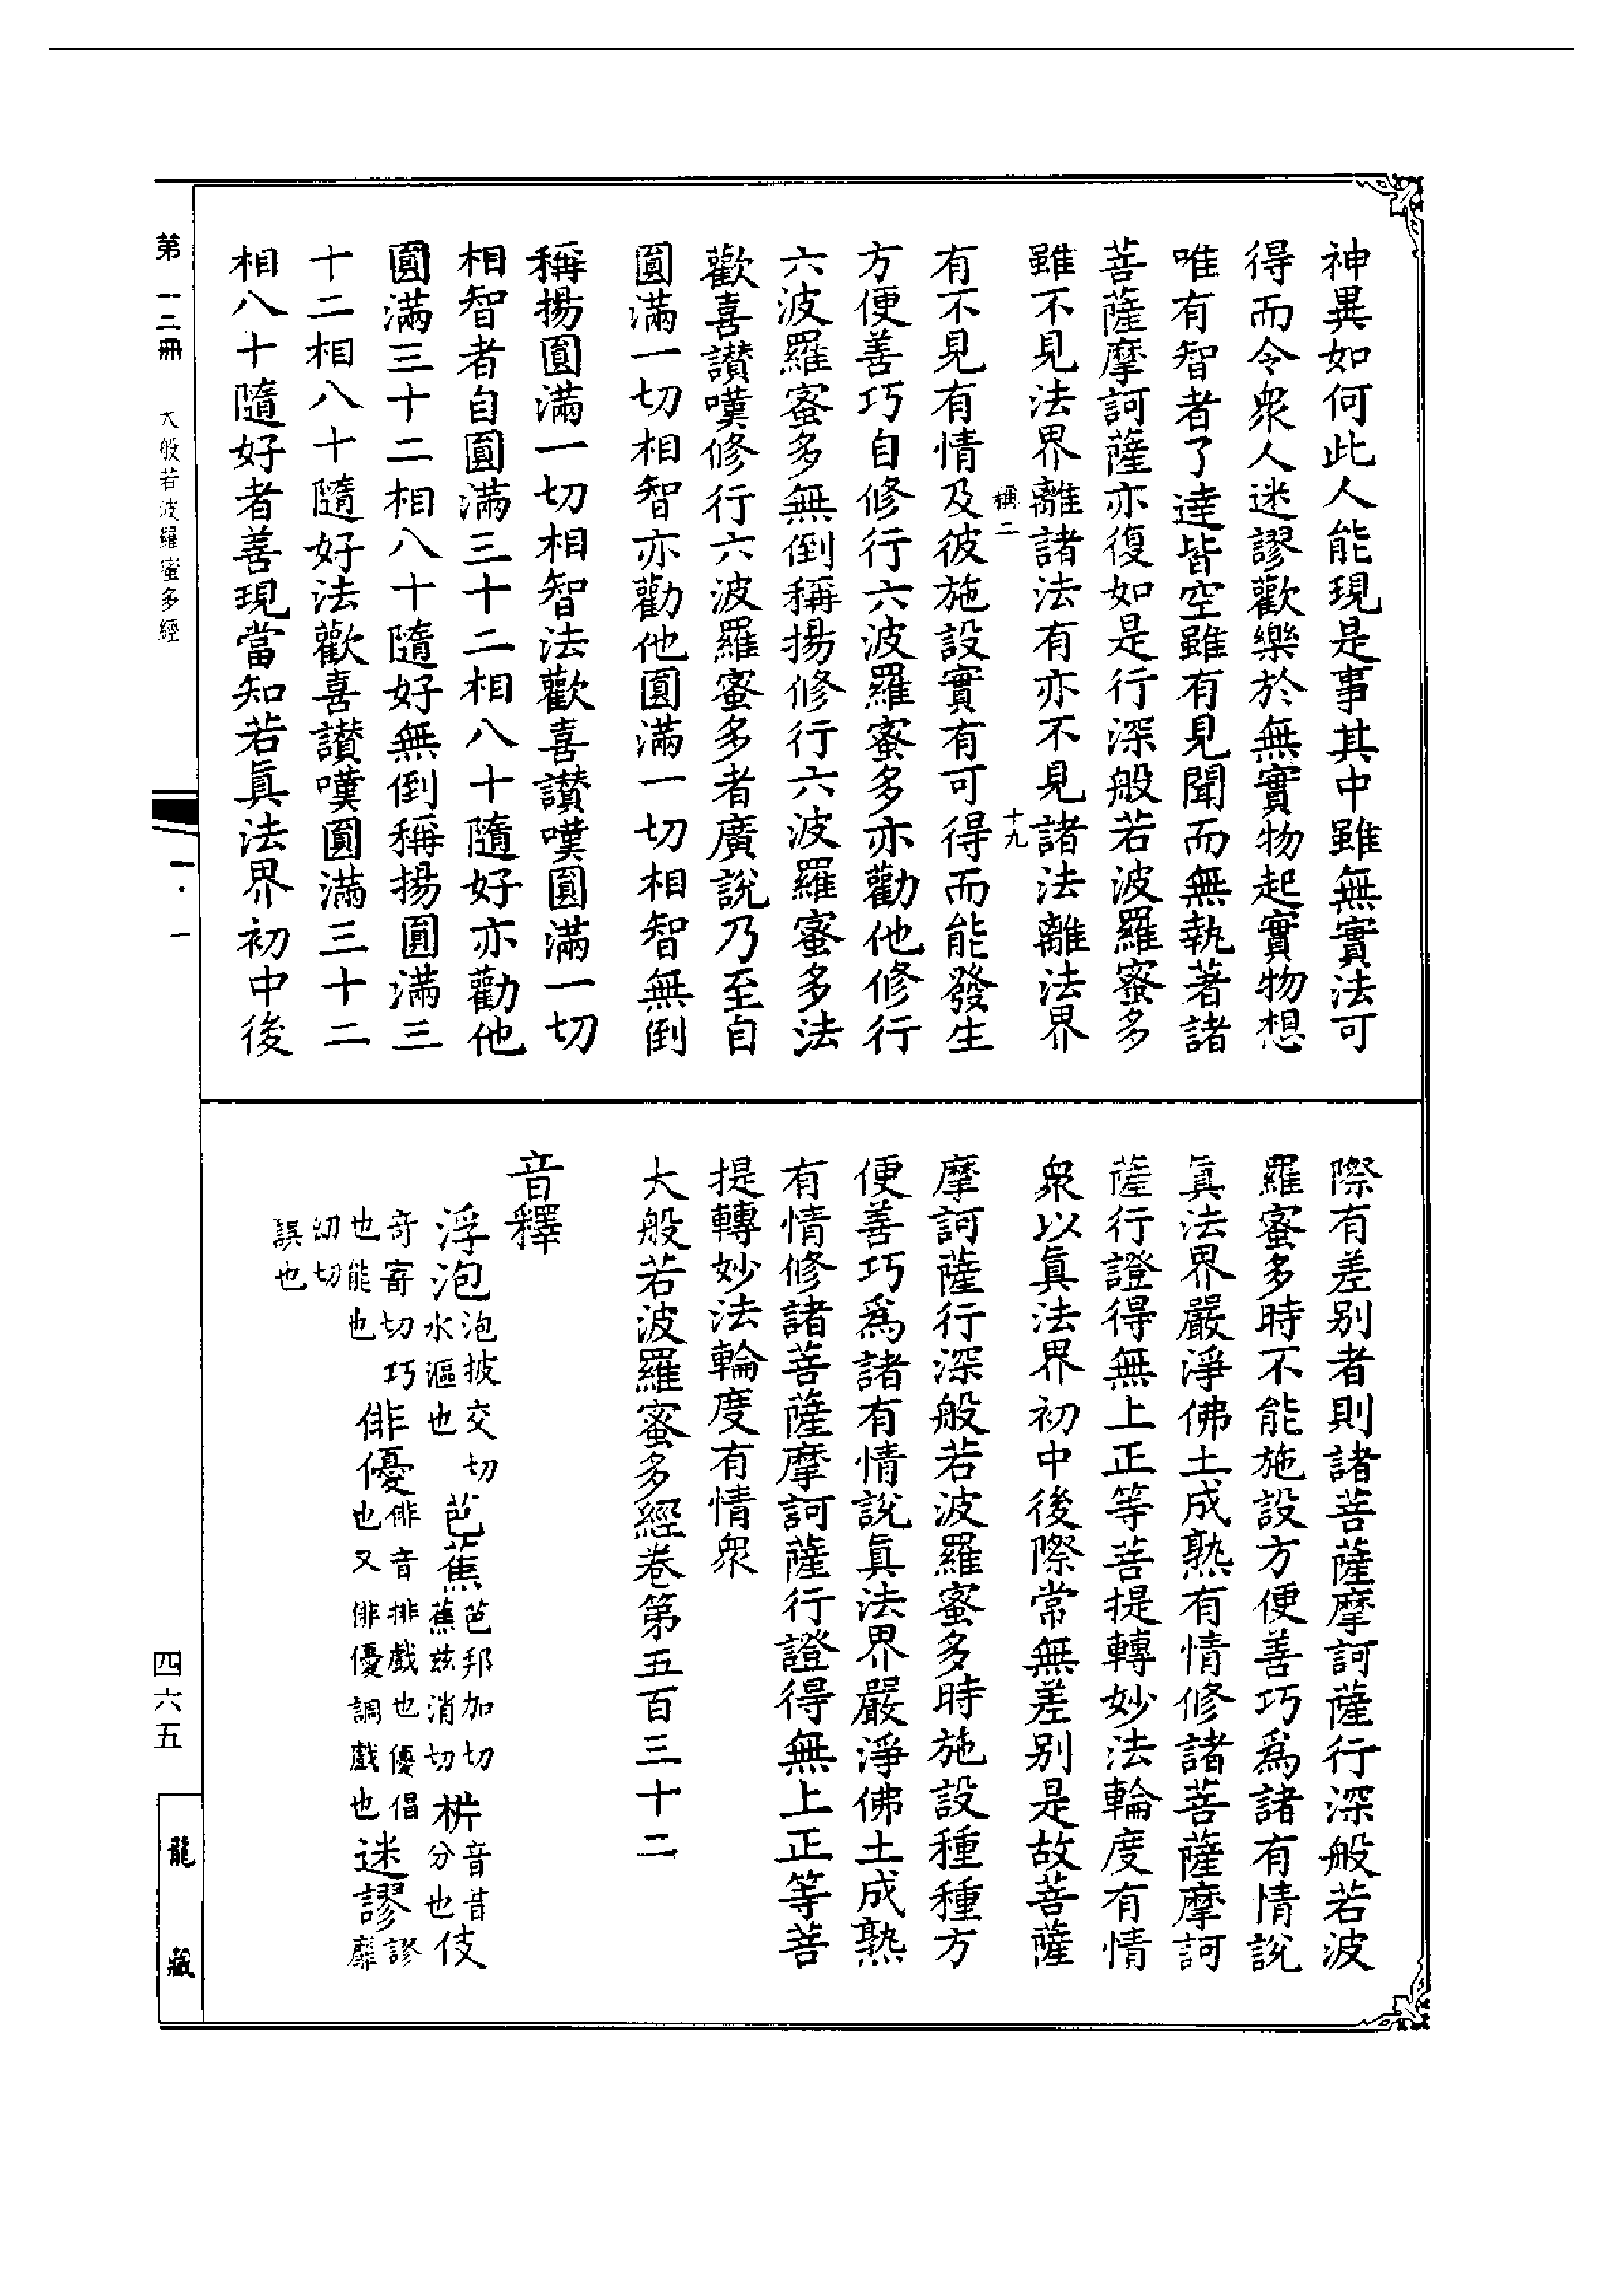 神異如何此人能現是事其中雖無實法可
得而令衆人迷謬歡樂於無實物起實物想
唯有智者了達皆空雖有見聞而無執著諸
菩薩摩訶薩亦復如是行深般若波羅蜜多
雖不見法界離諸法有亦不見諸法離法界
稱二
十九
有不見有情及彼施設實有可得而能發生
方便善巧自修行六波羅蜜多亦勸他修行
六波羅蜜多無倒稱揚修行六波羅蜜多法
歡喜讃嘆修行六波羅蜜多者廣說乃至自
圓滿一切相智亦勸他圓滿一切相智無倒
稱揚圓滿一切相智法歡喜讃嘆圓滿一切
相智者自圓滿三十二相八十隨好亦勸他
圓滿三十二相八十隨好無倒稱揚圓滿三
十二相八十隨好法歡喜讃嘆圓滿三十二
相八十隨好者善現當知若眞法界初中後
際有差別者則諸菩薩摩訶薩行深般若波
羅蜜多時不能施設方便善巧爲諸有情說
眞法界嚴淨佛土成熟有情修諸菩薩摩訶
薩行證得無上正等菩提轉妙法輪度有情
衆以眞法界初中後際常無差別是故菩薩
摩訶薩行深般若波羅蜜多時施設種種方
便善巧爲諸有情說眞法界嚴淨佛土成熟
有情修諸菩薩摩訶薩行證得無上正等菩
提轉妙法輪度有情衆
大般若波羅蜜多經卷第五百三十二
音釋
浮泡泡披交切水漚也芭蕉芭邦加切蕉兹消切㭊音昔分也伎
奇寄切巧也能也俳優俳音排戲也優倡也又俳優調戲也迷謬謬靡
幼切
誤也
第一三冊 大般若波羅蜜多經
一·一
四六五
龍藏